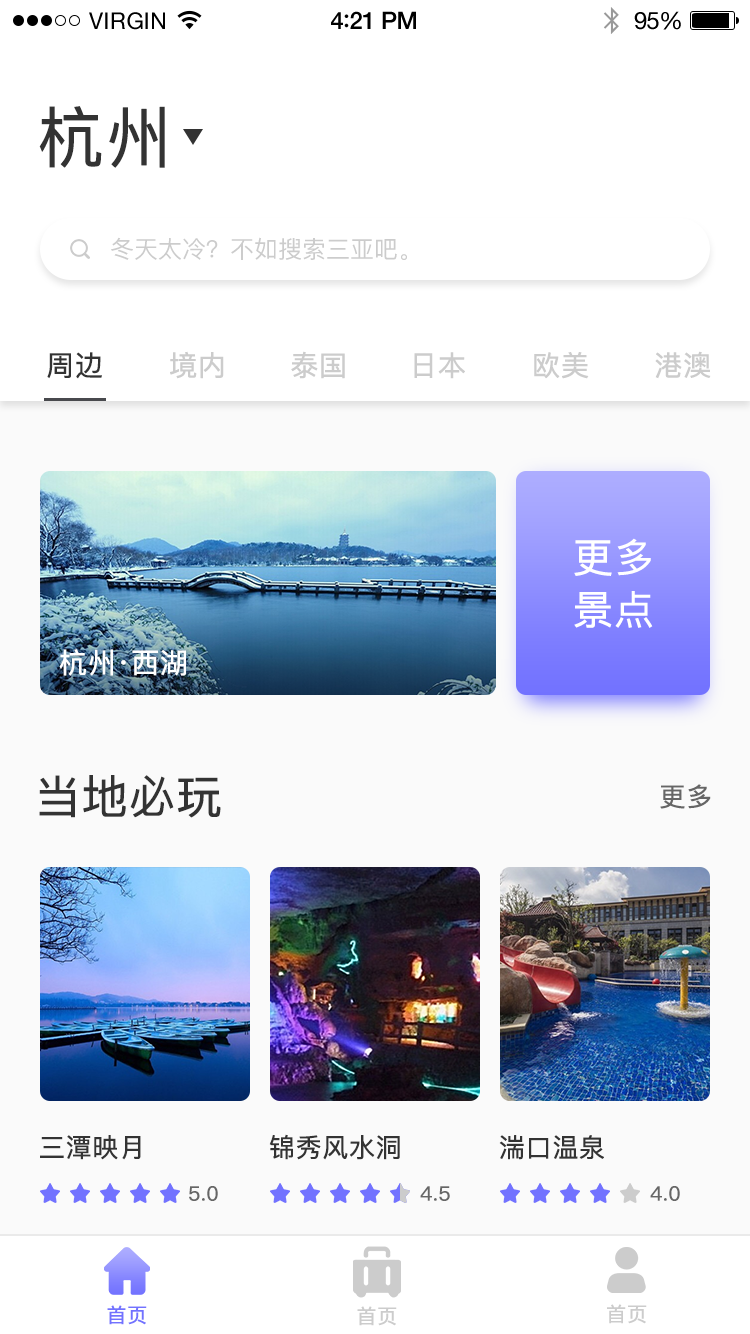 VIRGIN 4:21 PM 95%
杭州
冬天太冷？不如搜索三亚吧。
周边 境内 泰国 日本 欧美 港澳
杭州·西湖
更多
景点
当地必玩 更多
三潭映月 锦秀风水洞 湍口温泉
5.0 4.5 4.0
首页 首页 首页